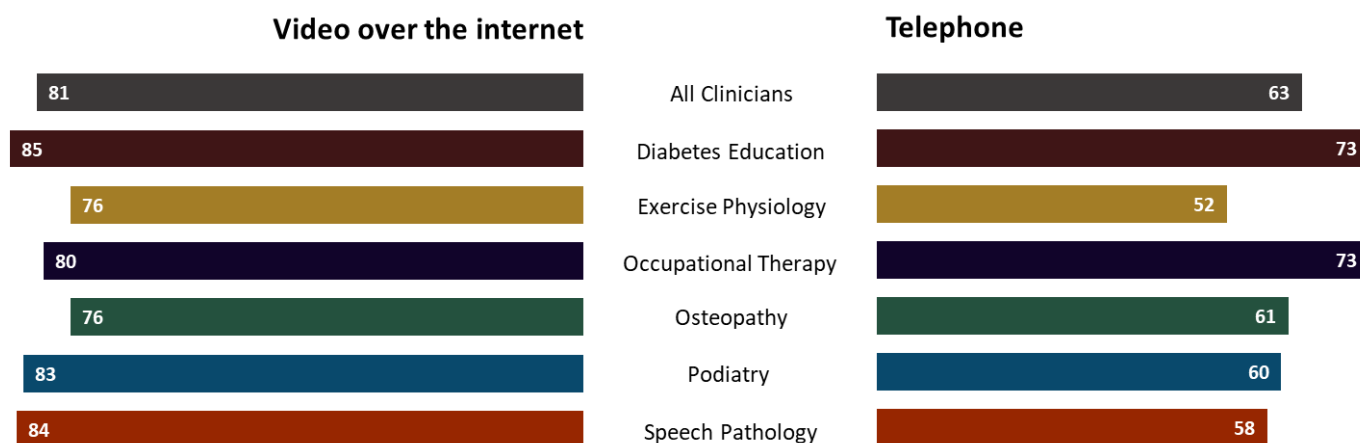 Video over the internet Telephone
81 All Clinicians 63
85 Diabetes Education 73
76 Exercise Physiology 52
80 Occupational Therapy 73
76 Osteopathy 61
83 Podiatry 60
84 Speech Pathology 58